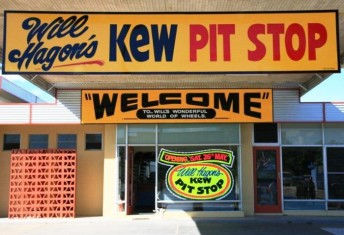 Will Hagon's KEW PIT STOP
"WELCOME"
TO.. WILL'S WONDERFUL
WORLD OF WHEELS.
OPENING SAT. 26TH MAY
Will Hagon's
KEW
PIT STOP